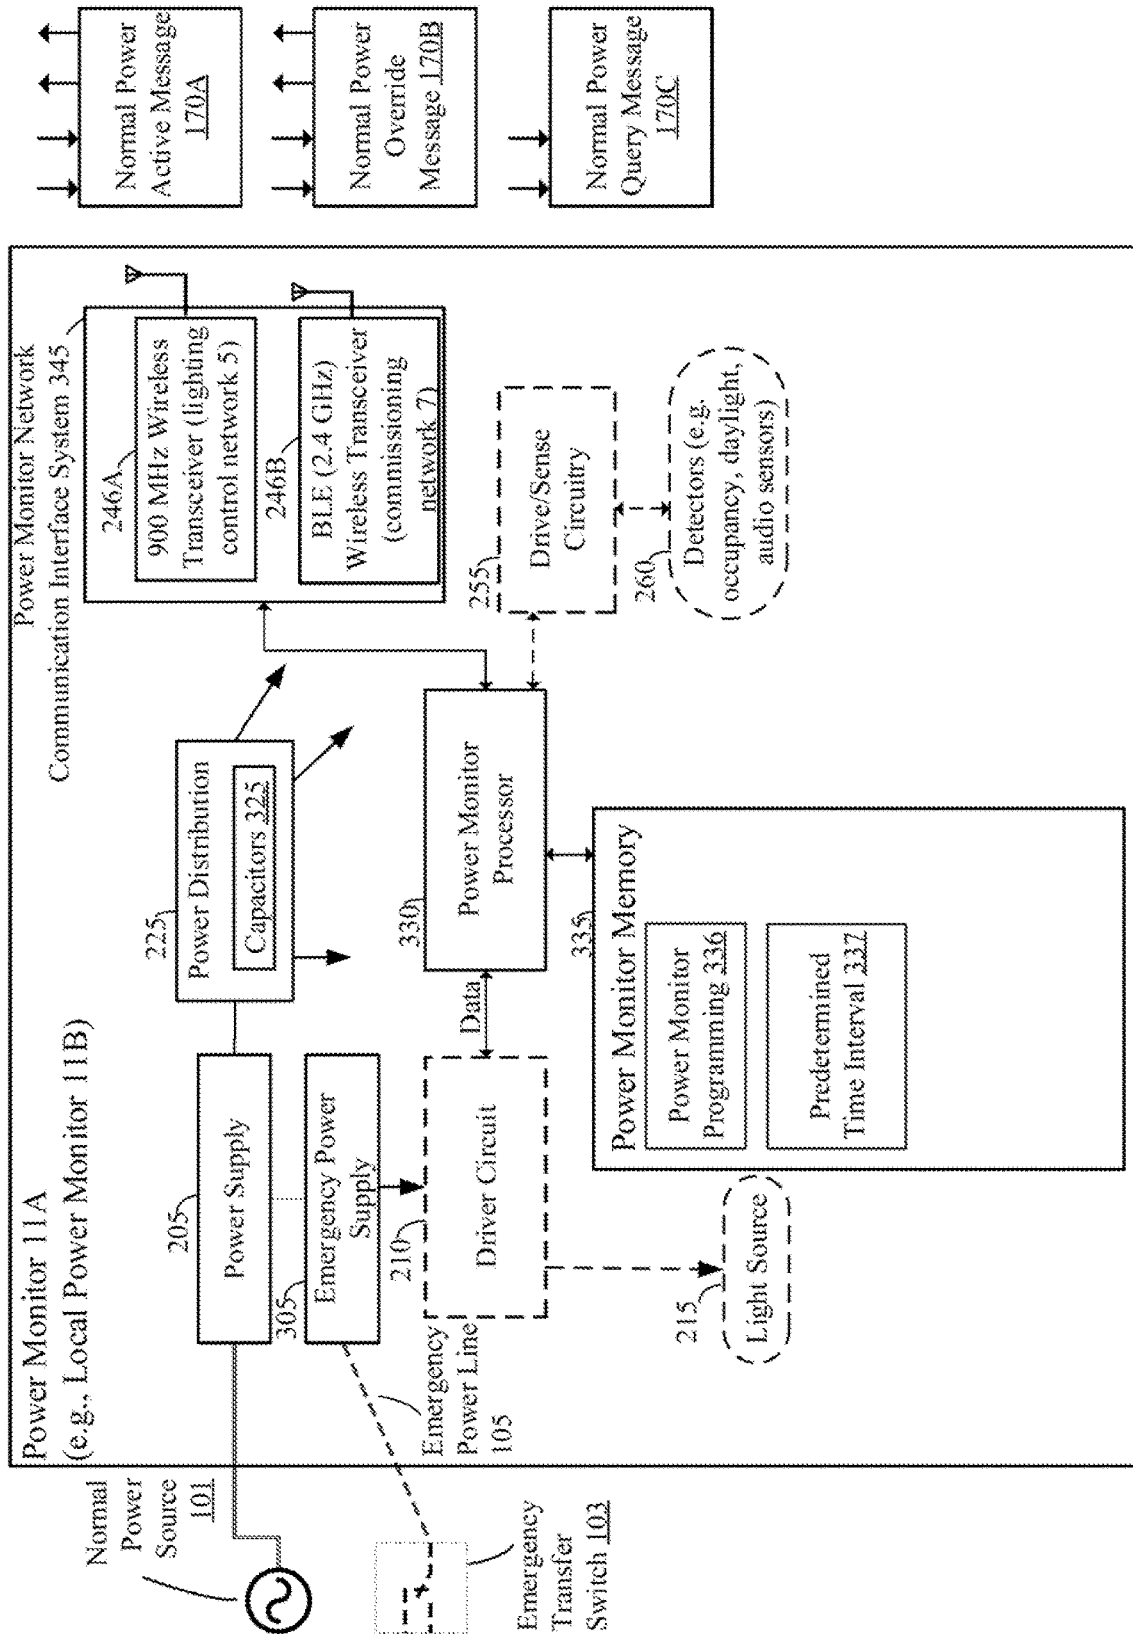 Power Monitor 11A
(e.g., Local Power Monitor 11B)
Normal
Power
Source 101
Emergency
Transfer
Switch 103
205
Power Supply
305
Emergency Power
Supply
Emergency
Power Line
105
210
Driver Circuit
215
Light Source
225
Power Distribution
Capacitors 325
Data
330
Power Monitor
Processor
335
Power Monitor Memory
Power Monitor
Programming 336
Predetermined
Time Interval 337
Power Monitor Network
Communication Interface System 345
246A
900 MHz Wireless
Transceiver (lighting
control network 5)
246B
BLE (2.4 GHz)
Wireless Transceiver
(commissioning
network 7)
255
Drive/Sense
Circuitry
260
Detectors (e.g.
occupancy, daylight,
audio sensors)
Normal Power
Active Message
170A
Normal Power
Override
Message 170B
Normal Power
Query Message
170C